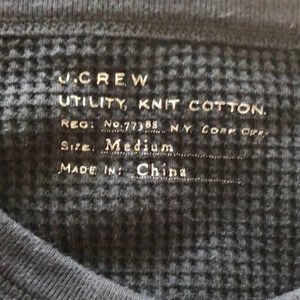 J.CREW
UTILITY, KNIT COTTON.
REG: No.77388 N.Y. CORP. OFF.
SIZE: Medium
MADE IN: China